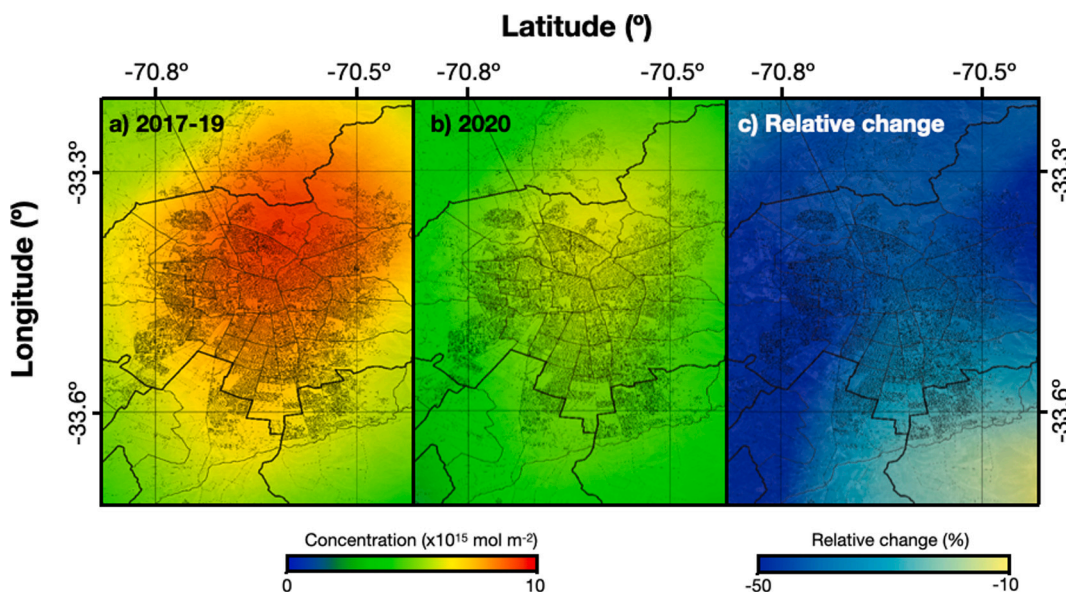 Latitude (º)
-70.8º -70.5º -70.8º -70.5º -70.8º -70.5º
a) 2017-19 b) 2020 c) Relative change
Longitude (º)
-33.3º
-33.6º
-33.3º
-33.6º
Concentration (x10¹⁵ mol m⁻²)
0 10
Relative change (%)
-50 -10